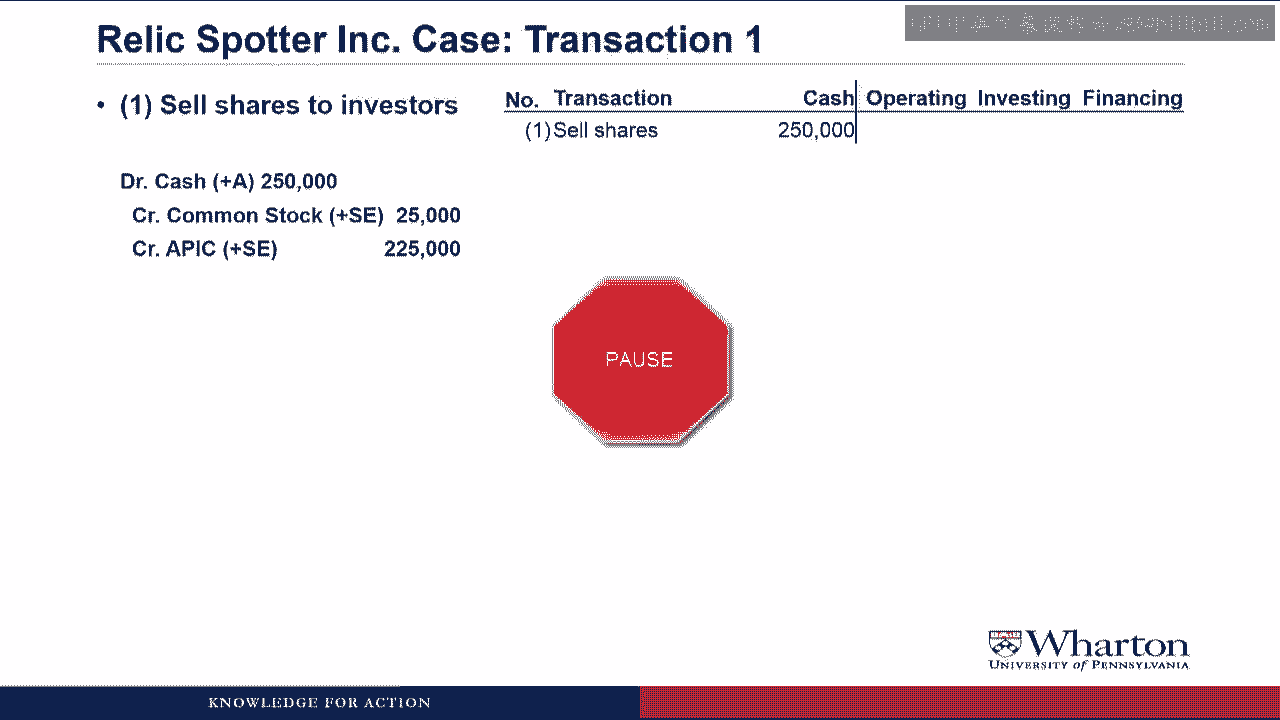 Relic Spotter Inc. Case: Transaction 1
• (1) Sell shares to investors
No. Transaction Cash Operating Investing Financing
(1) Sell shares 250,000
Dr. Cash (+A) 250,000
Cr. Common Stock (+SE) 25,000
Cr. APIC (+SE) 225,000
PAUSE
Wharton
UNIVERSITY of PENNSYLVANIA
KNOWLEDGE FOR ACTION